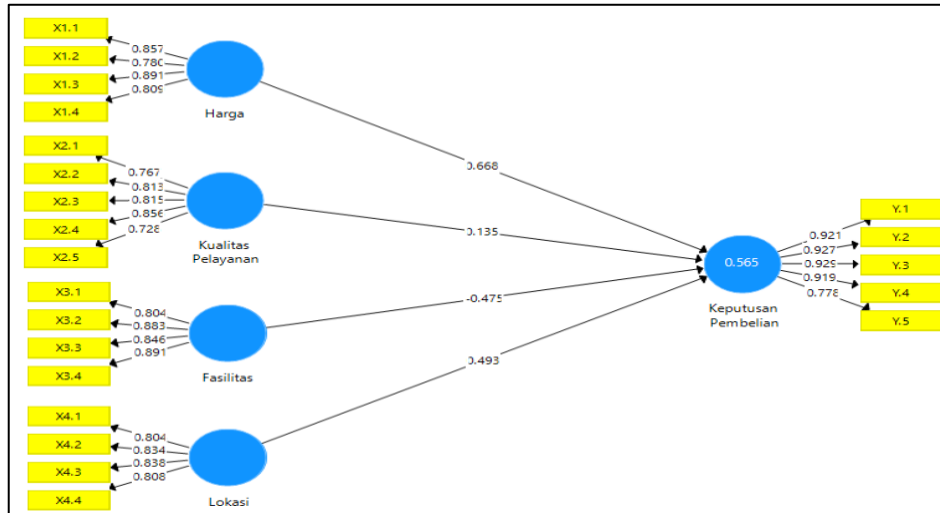 X1.1
X1.2
X1.3
X1.4
0.857
0.780
0.891
0.809
Harga
X2.1
X2.2
X2.3
X2.4
X2.5
0.767
0.813
0.815
0.856
0.728
Kualitas
Pelayanan
X3.1
X3.2
X3.3
X3.4
0.804
0.883
0.846
0.891
Fasilitas
X4.1
X4.2
X4.3
X4.4
0.804
0.834
0.838
0.808
Lokasi
0.668
0.135
-0.475
0.493
0.565
Keputusan
Pembelian
0.921
0.927
0.929
0.919
0.778
Y.1
Y.2
Y.3
Y.4
Y.5